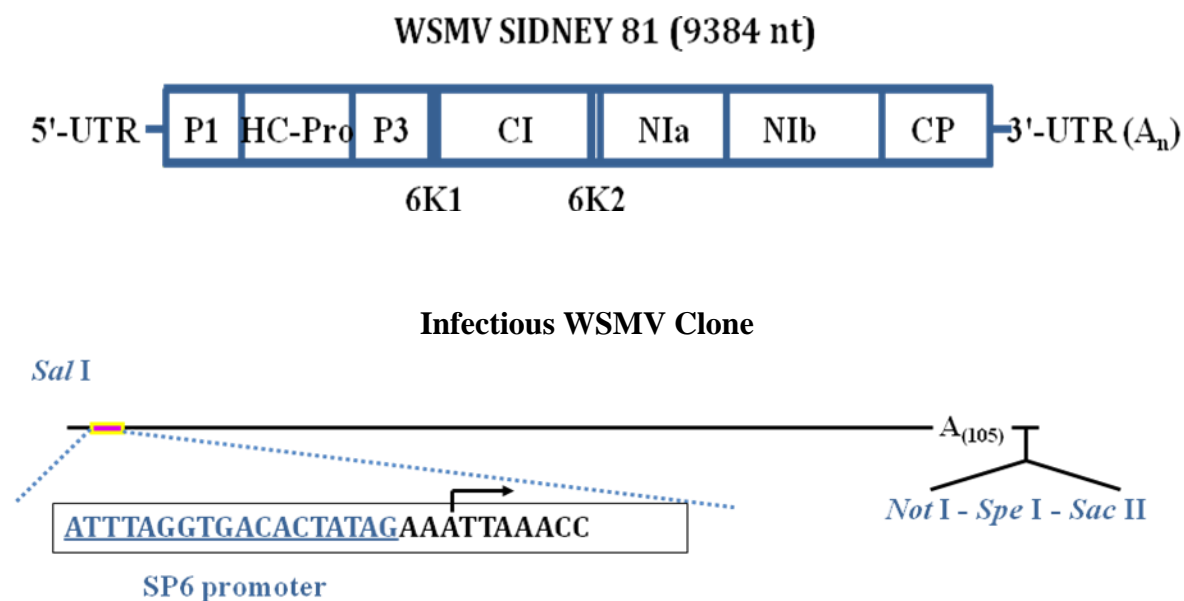 WSMV SIDNEY 81 (9384 nt)
5'-UTR P1 HC-Pro P3 CI NIa NIb CP 3'-UTR (An)
6K1 6K2
Infectious WSMV Clone
Sal I
A(105)
Not I - Spe I - Sac II
ATTTAGGTGACACTATAGAAATTAAACC
SP6 promoter